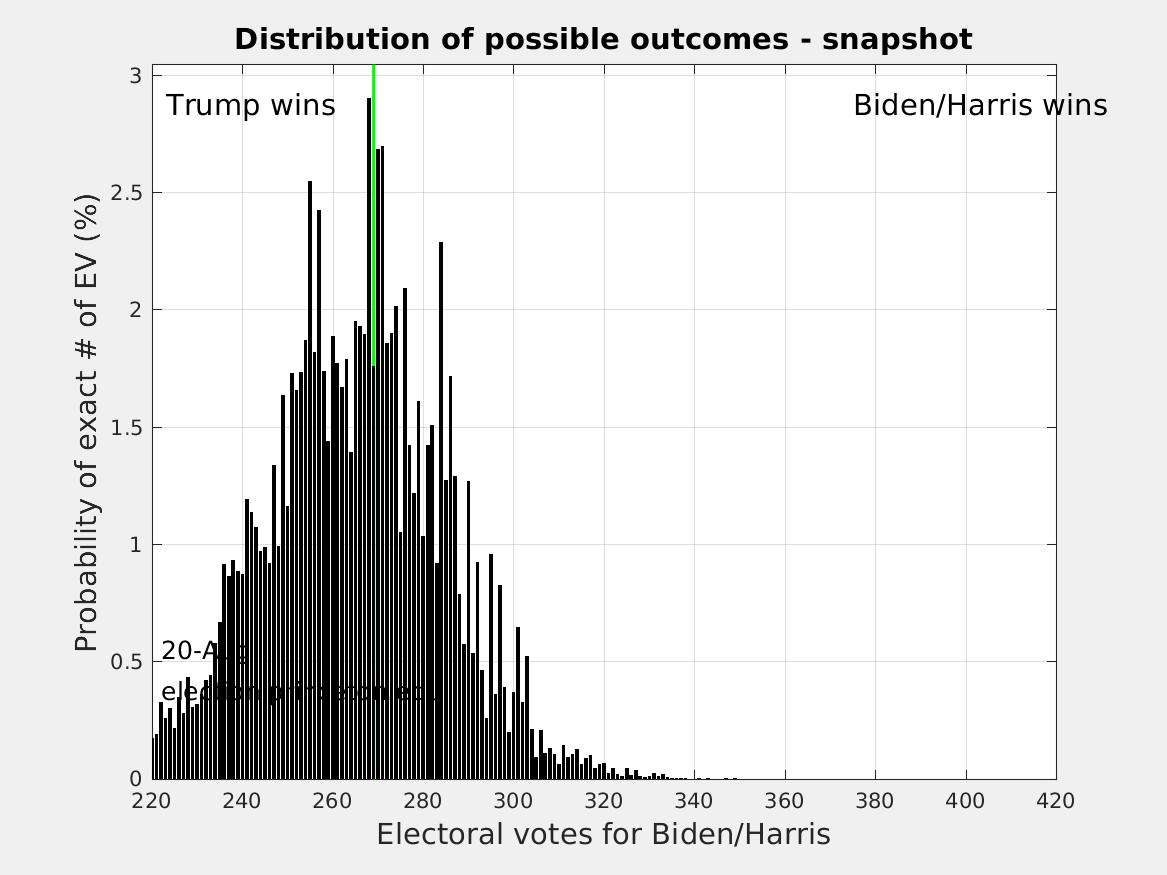 Distribution of possible outcomes - snapshot
Trump wins
Biden/Harris wins
3
2.5
2
1.5
1
0.5
0
Probability of exact # of EV (%)
20-Aug
220 240 260 280 300 320 340 360 380 400 420
Electoral votes for Biden/Harris